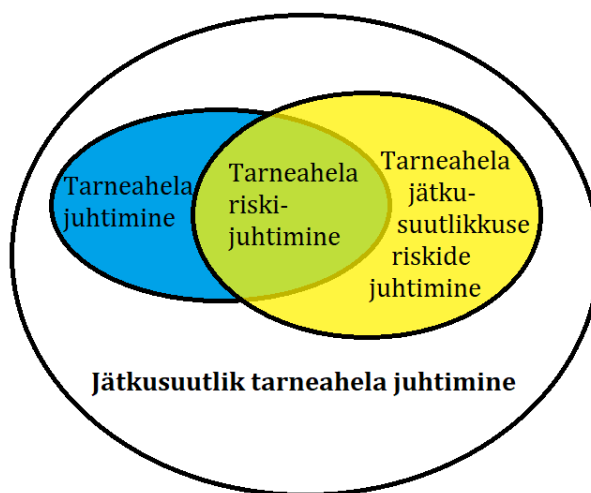 Tarneahela
juhtimine
Tarneahela
riski-
juhtimine
Tarneahela
jätku-
suutlikkuse
riskide
juhtimine
Jätkusuutlik tarneahela juhtimine